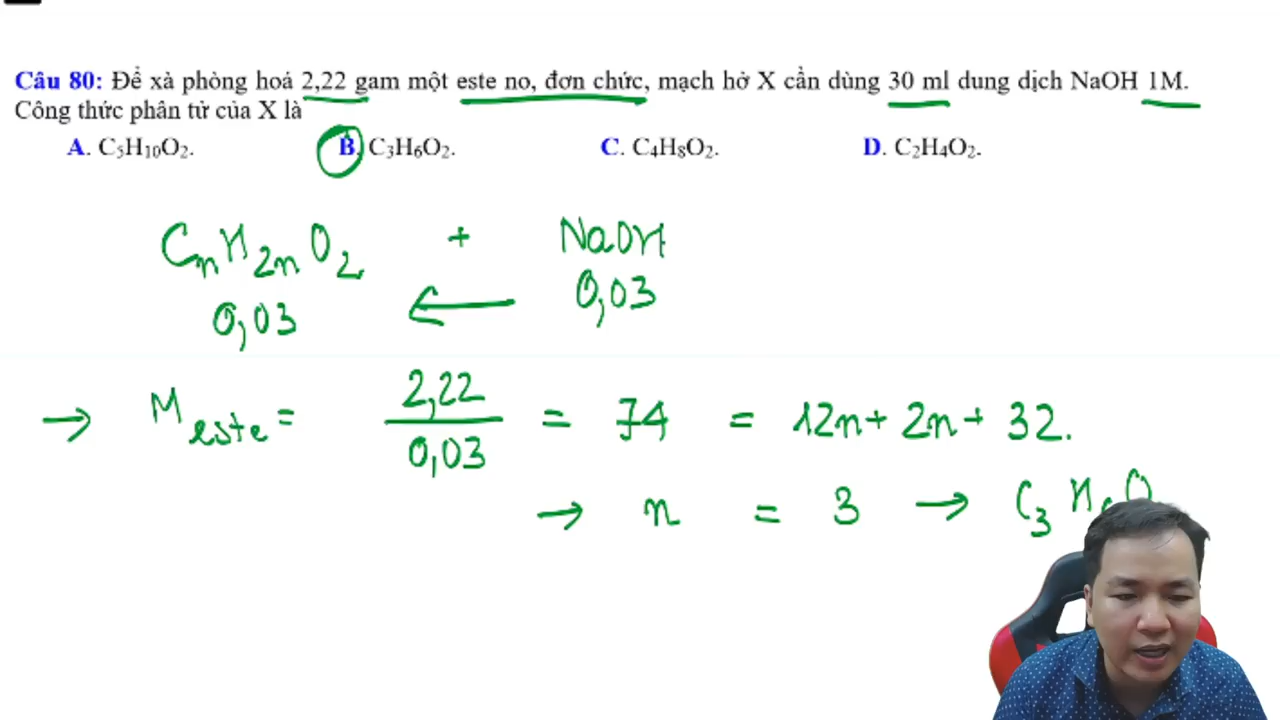 Câu 80: Để xà phòng hoá 2,22 gam một este no, đơn chức, mạch hở X cần dùng 30 ml dung dịch NaOH 1M.
Công thức phân tử của X là
A. C5H10O2. B. C3H6O2. C. C4H8O2. D. C2H4O2.
CnH2nO2 + NaOH
0,03 ← 0,03
→ Meste = 2,22 / 0,03 = 74 = 12n + 2n + 32.
→ n = 3 → C3H6O